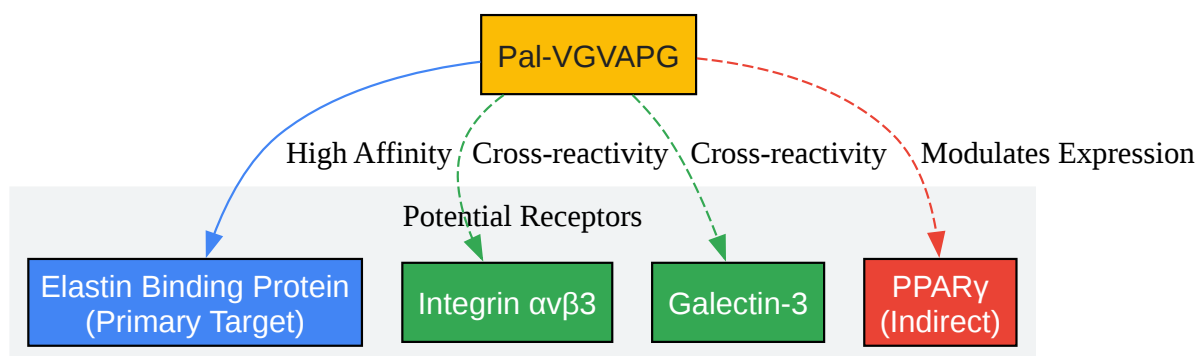 Pal-VGVAPG
High Affinity
Cross-reactivity
Cross-reactivity
Modulates Expression
Potential Receptors
Elastin Binding Protein
(Primary Target)
Integrin αvβ3
Galectin-3
PPARγ
(Indirect)